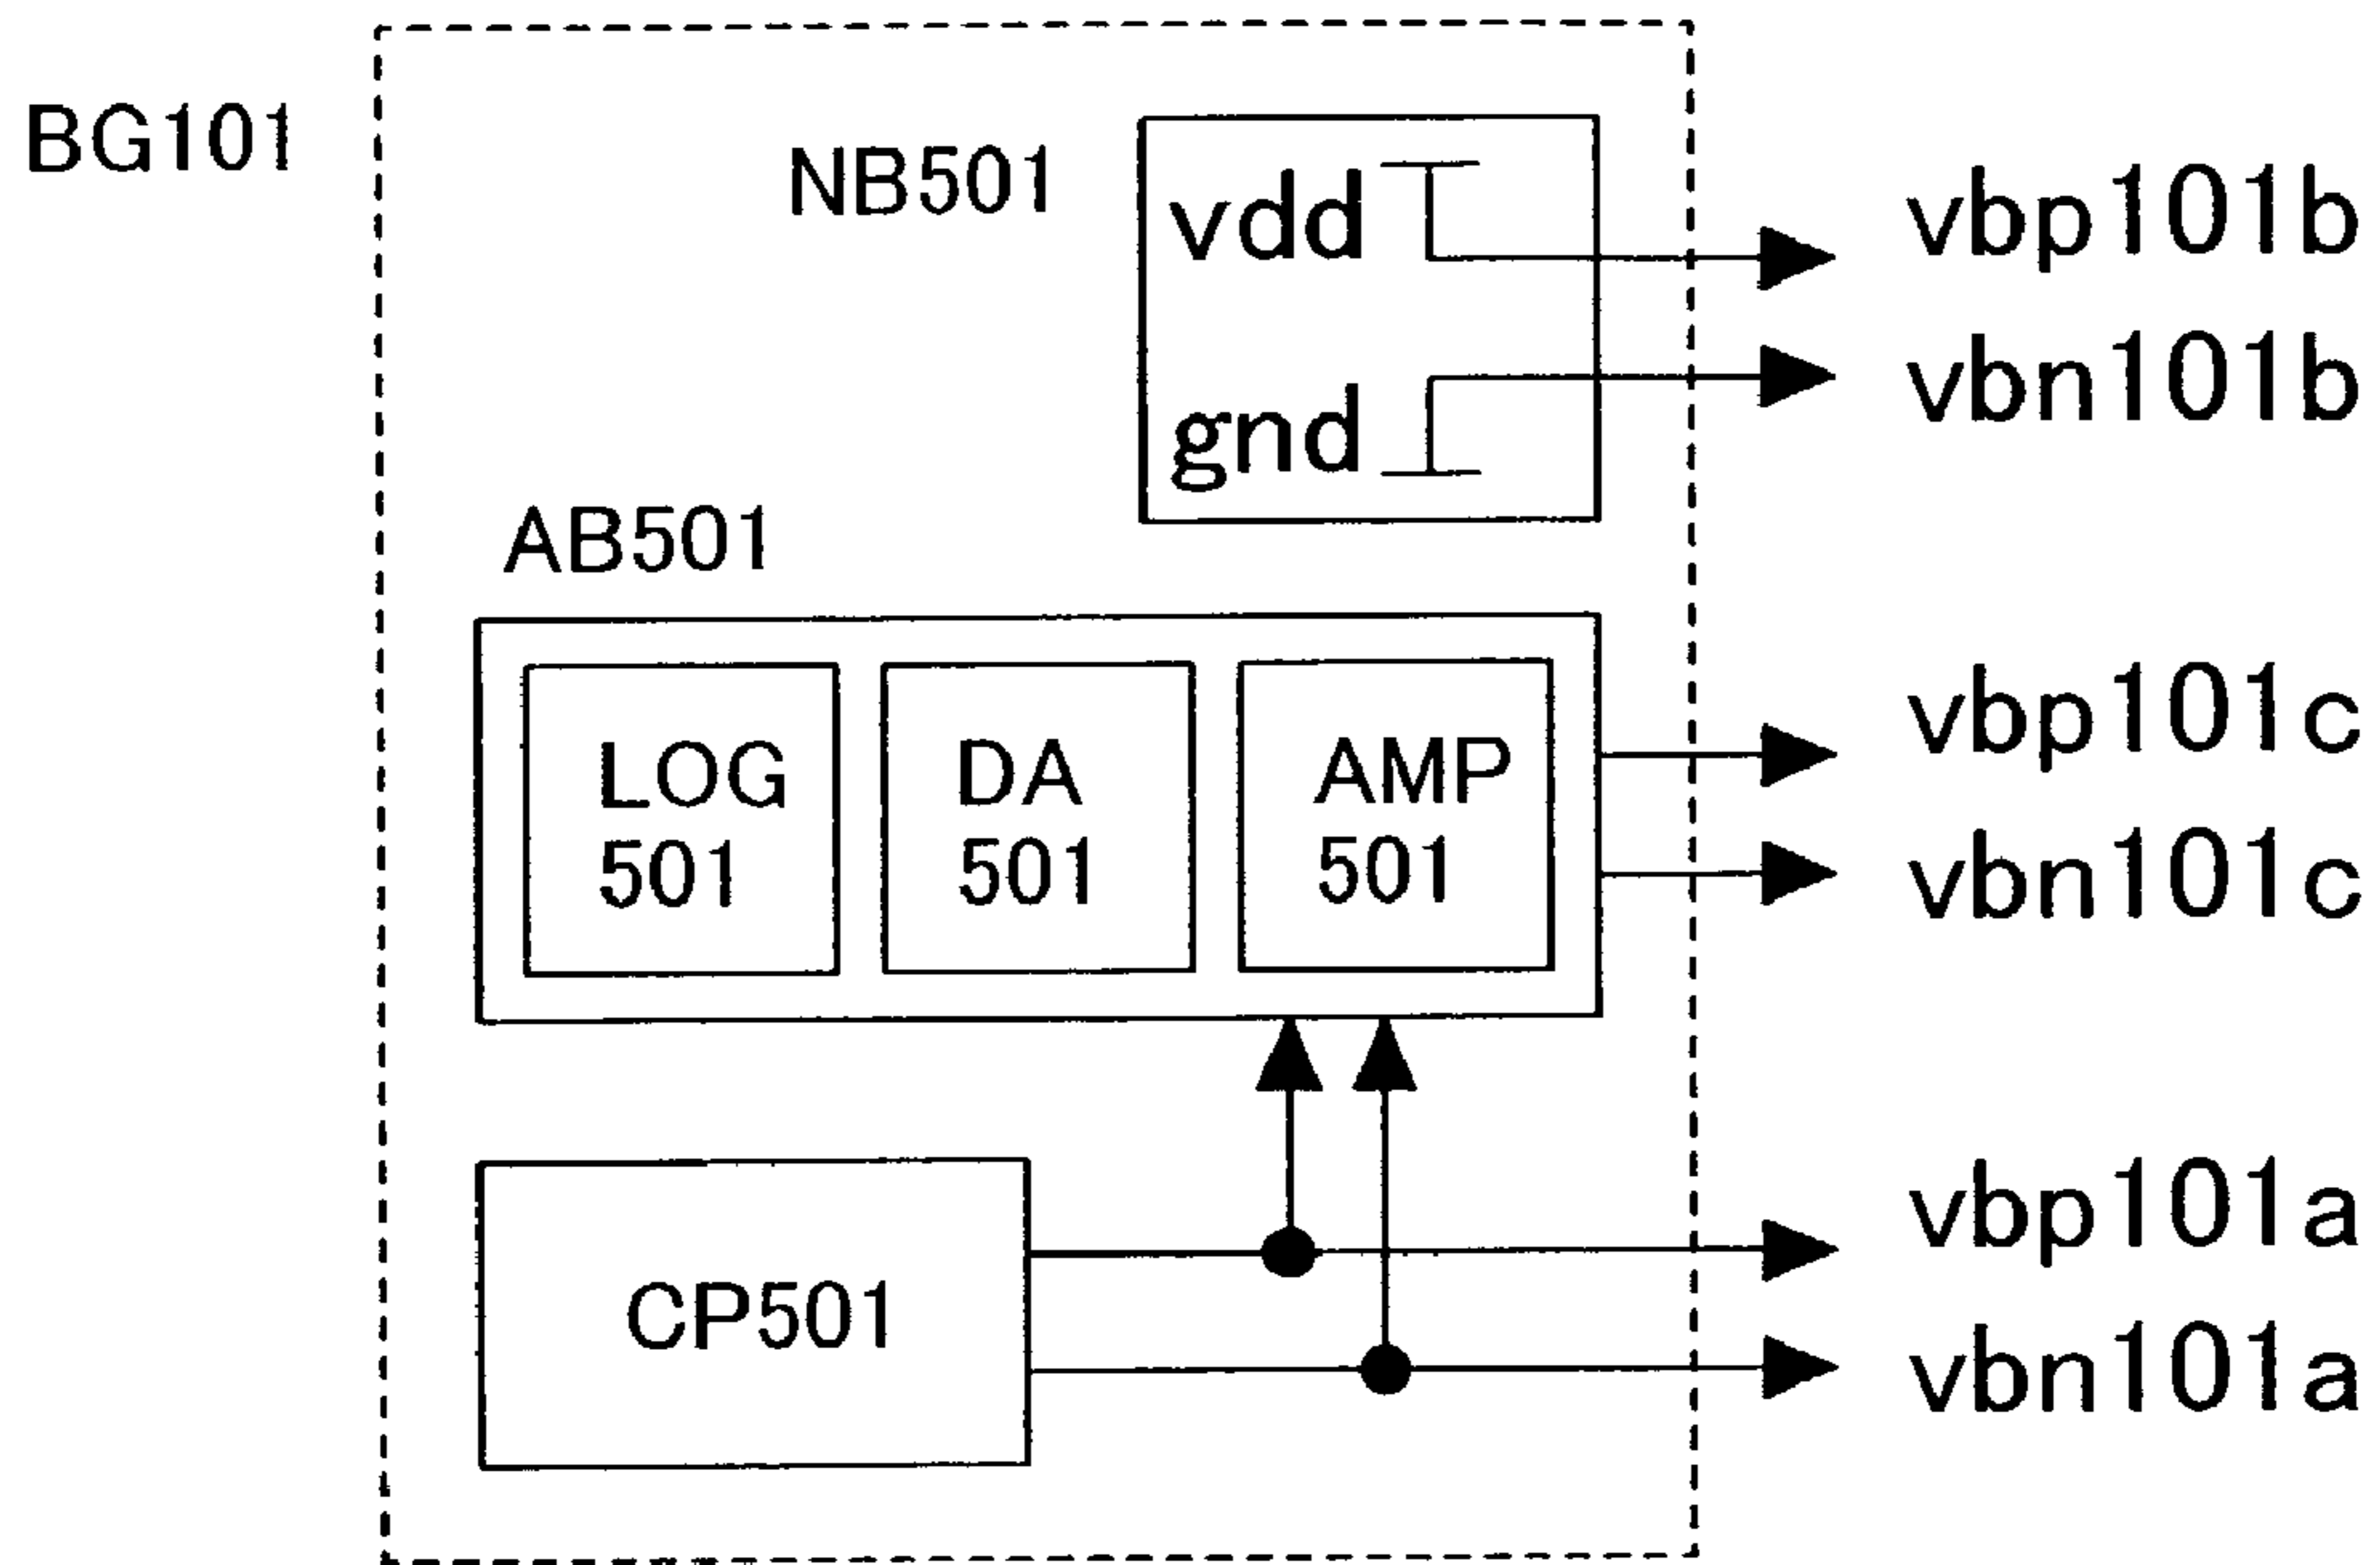 BG101
NB501
vdd
vbp101b
vbn101b
gnd
AB501
LOG
501
DA
501
AMP
501
vbp101c
vbn101c
CP501
vbp101a
vbn101a